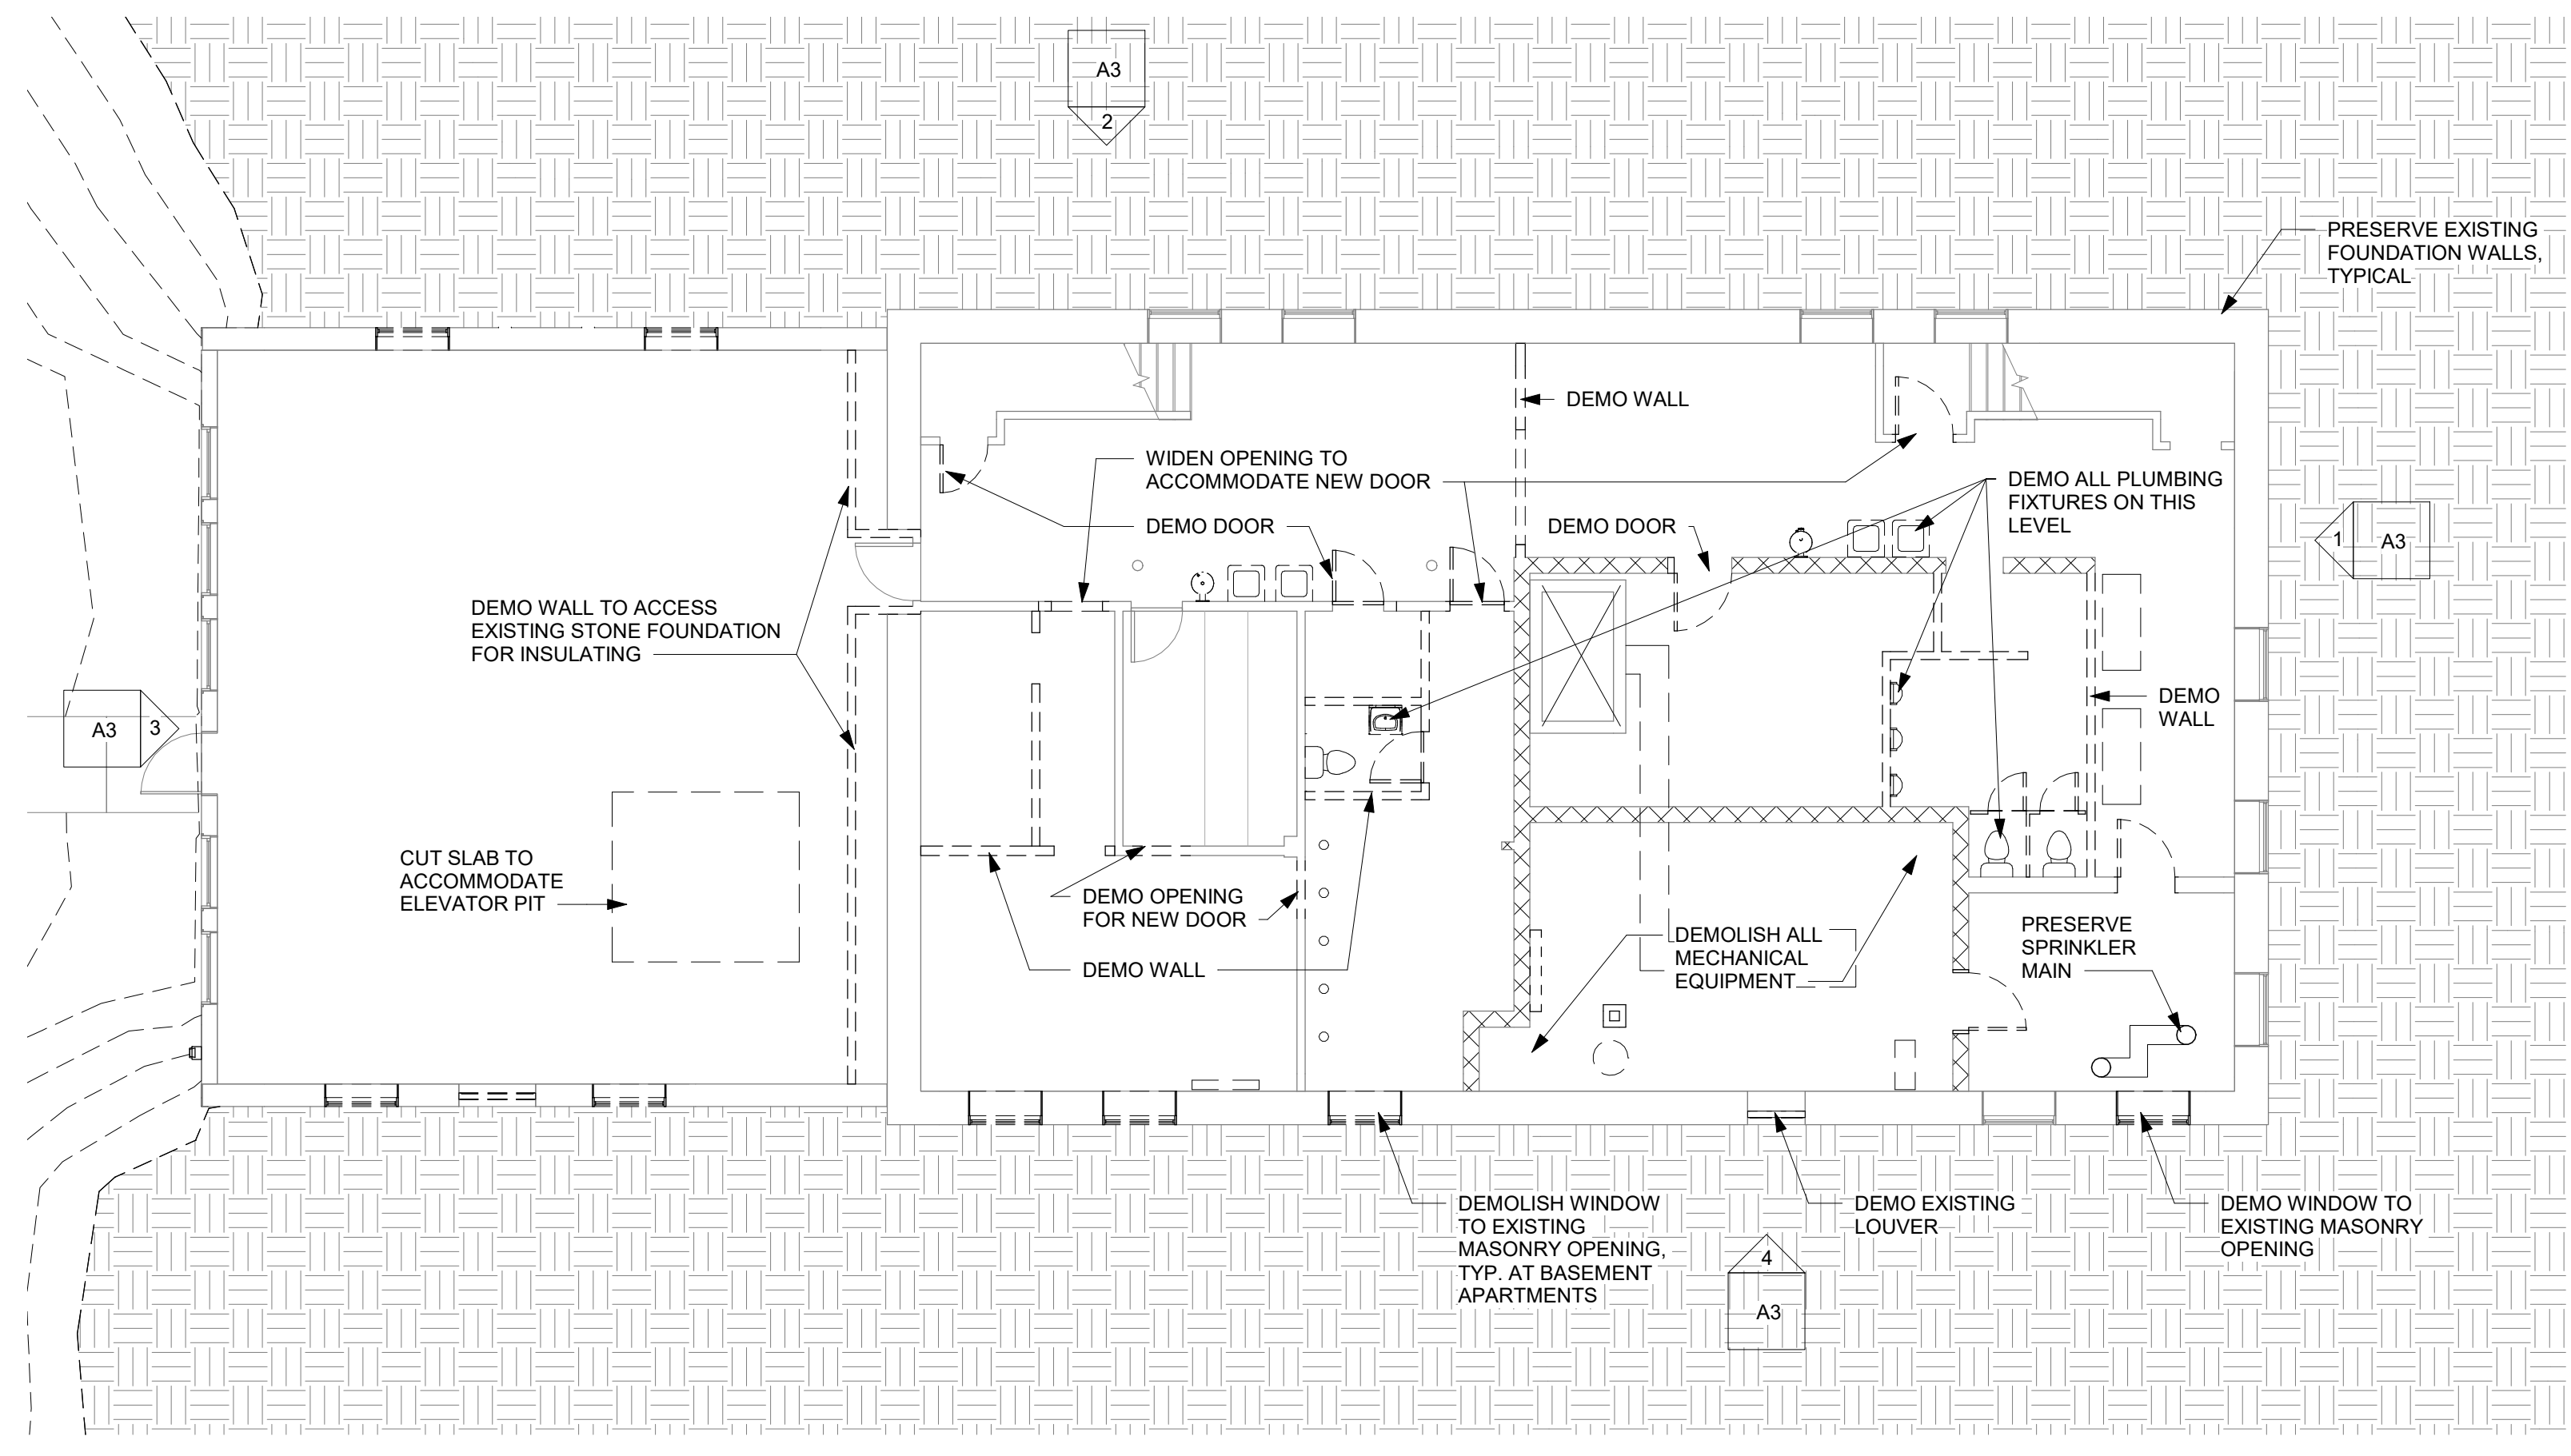 A3
2
PRESERVE EXISTING
FOUNDATION WALLS,
TYPICAL
DEMO WALL
WIDEN OPENING TO
ACCOMMODATE NEW DOOR
DEMO ALL PLUMBING
FIXTURES ON THIS
LEVEL
DEMO DOOR
DEMO DOOR
1
A3
DEMO WALL TO ACCESS
EXISTING STONE FOUNDATION
FOR INSULATING
DEMO
WALL
A3
3
CUT SLAB TO
ACCOMMODATE
ELEVATOR PIT
DEMO OPENING
FOR NEW DOOR
DEMO WALL
DEMOLISH ALL
MECHANICAL
EQUIPMENT
PRESERVE
SPRINKLER
MAIN
DEMOLISH WINDOW
TO EXISTING
MASONRY OPENING,
TYP. AT BASEMENT
APARTMENTS
DEMO EXISTING
LOUVER
DEMO WINDOW TO
EXISTING MASONRY
OPENING
4
A3